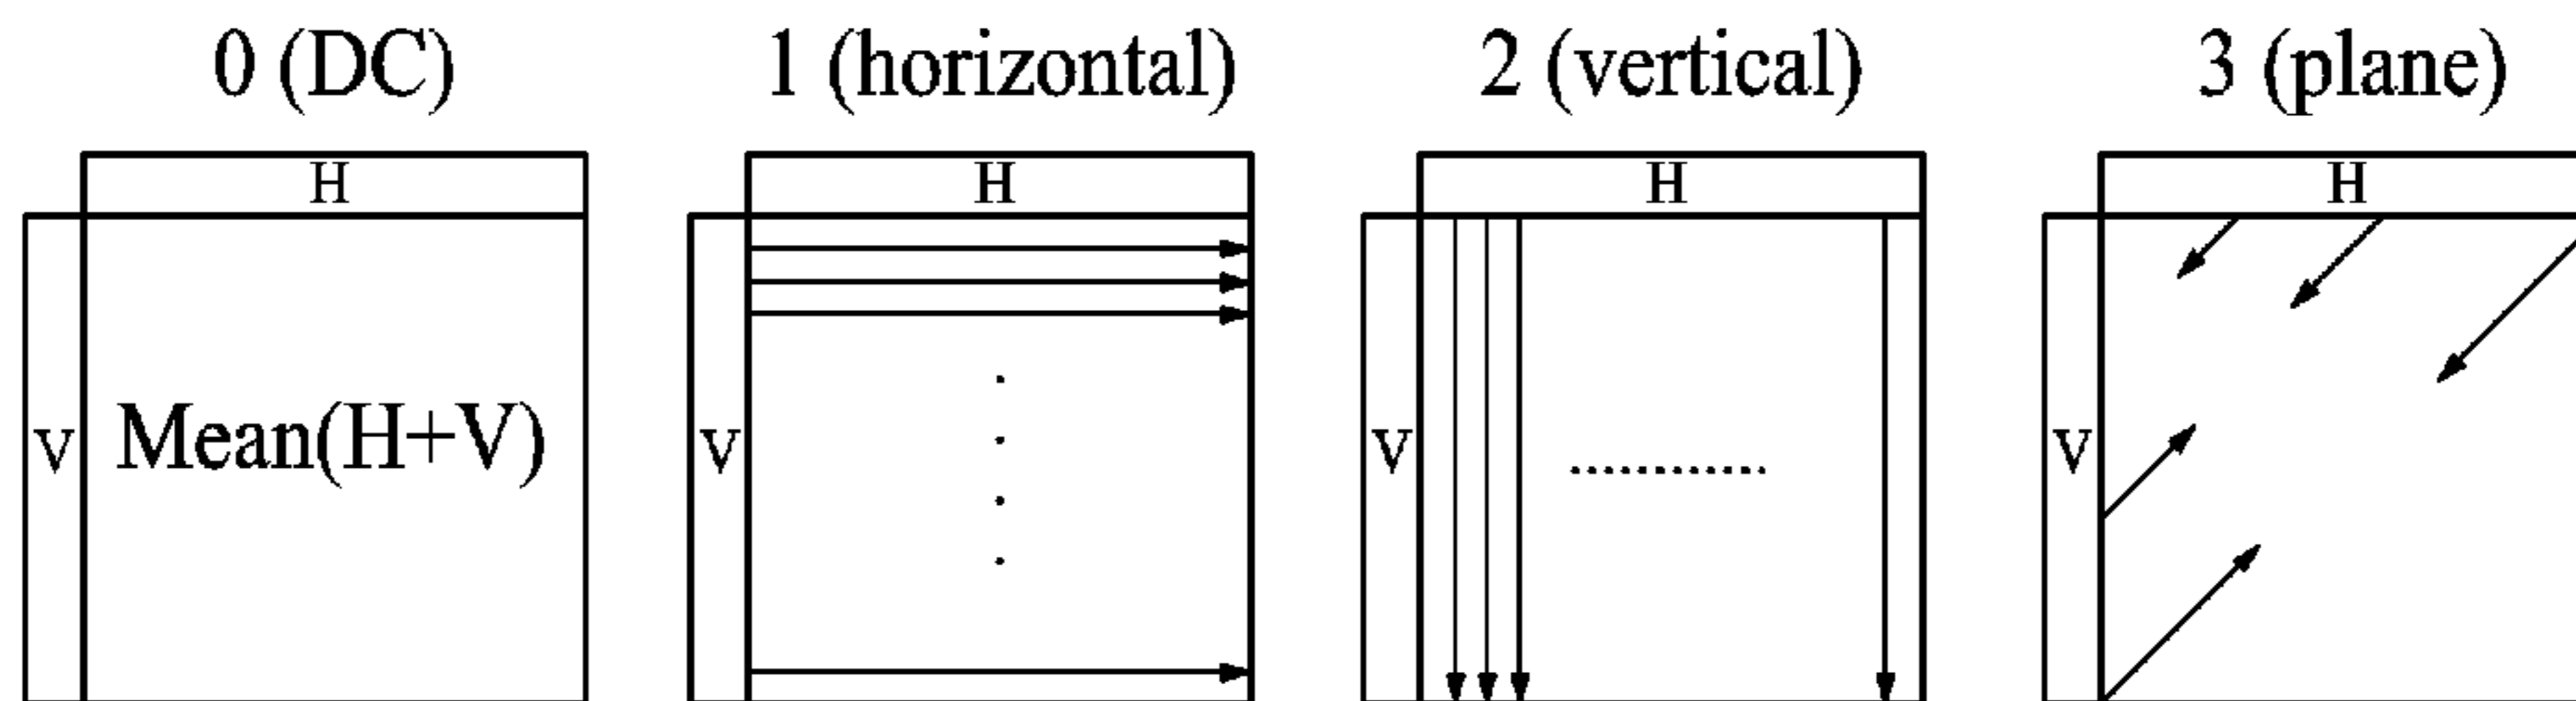 0 (DC) 1 (horizontal) 2 (vertical) 3 (plane)
H H H H
V Mean(H+V) V V V